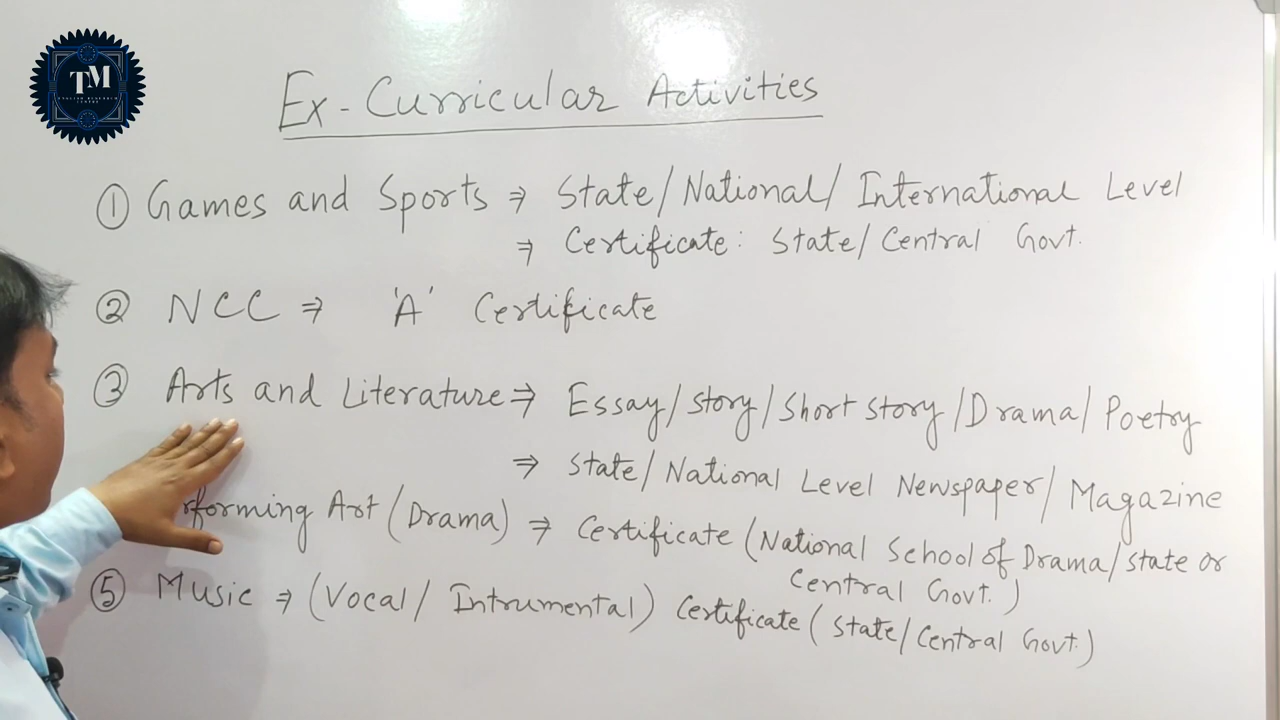 TM
Ex-Curricular Activities
① Games and Sports ⇒ State/National/International Level
⇒ Certificate: State/Central Govt.
② NCC ⇒ 'A' Certificate
③ Arts and Literature ⇒ Essay/Story/Short Story/Drama/Poetry
⇒ State/National Level Newspaper/Magazine
rforming Art (Drama) ⇒ Certificate (National School of Drama/State or
Central Govt.)
⑤ Music ⇒ (Vocal/Intrumental) Certificate (State/Central Govt.)